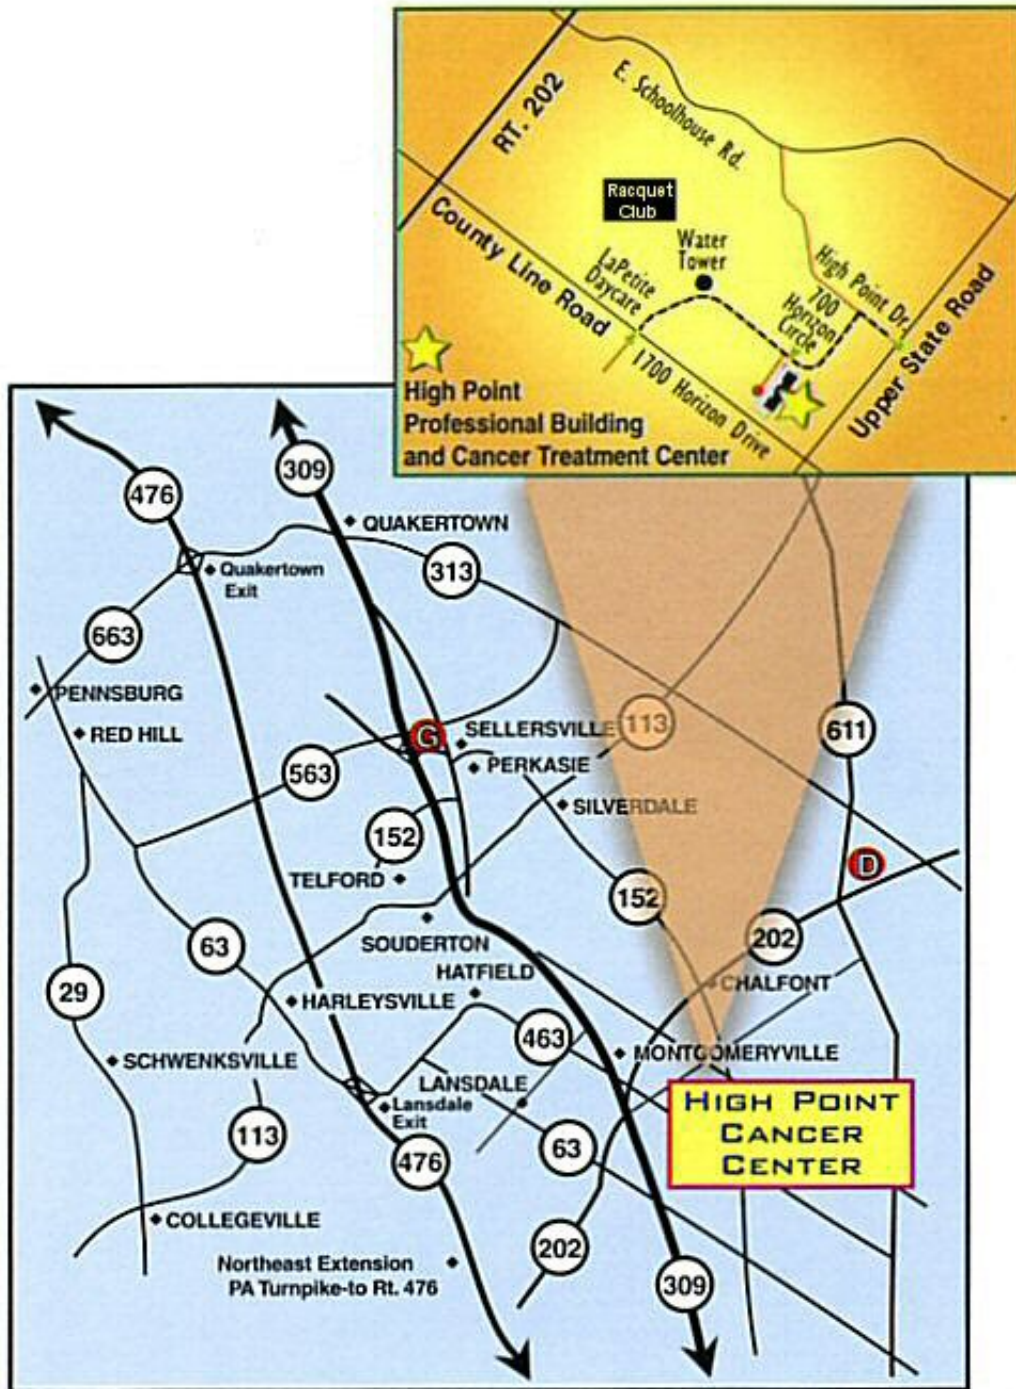 RT. 202
E. Schoolhouse Rd.
Racquet
Club
County Line Road
Water
Tower
LaPetite
Daycare
High Point Dr.
700
Horizon
Circle
Upper State Road
1700 Horizon Drive
High Point
Professional Building
and Cancer Treatment Center
476
309
QUAKERTOWN
Quakertown
Exit
313
663
PENNSBURG
RED HILL
G
SELLERSVILLE
113
611
563
PERKASIE
SILVERDALE
152
TELFORD
D
152
SOUDERTON
202
63
HATFIELD
CHALFONT
29
HARLEYSVILLE
463
SCHWENKSVILLE
LANSDALE
MONTGOMERYVILLE
Lansdale
Exit
HIGH POINT
CANCER
CENTER
113
63
476
COLLEGEVILLE
202
Northeast Extension
PA Turnpike-to Rt. 476
309